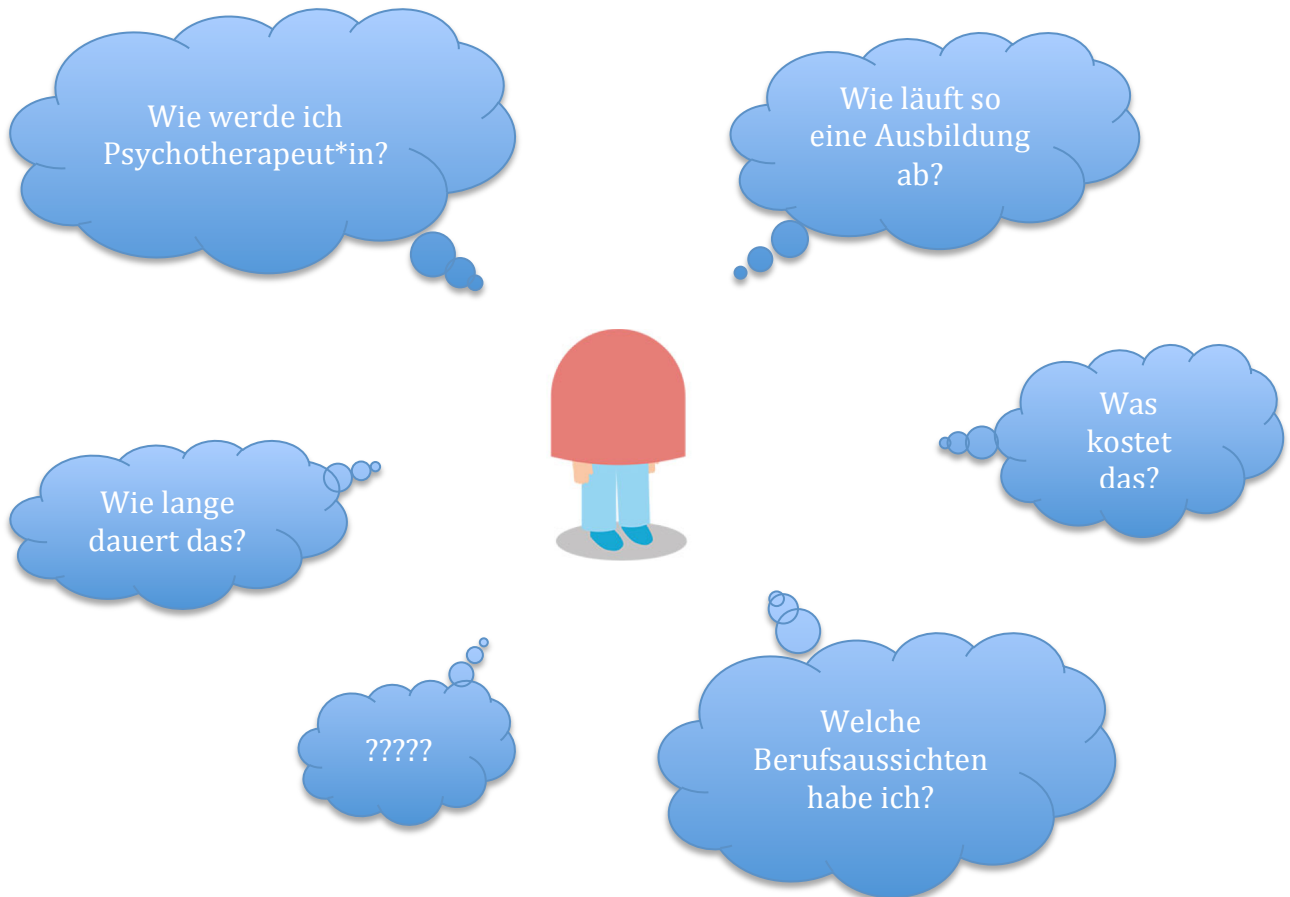 Wie werde ich
Psychotherapeut*in?
Wie läuft so
eine Ausbildung
ab?
Was
kostet
das?
Wie lange
dauert das?
?????
Welche
Berufsaussichten
habe ich?